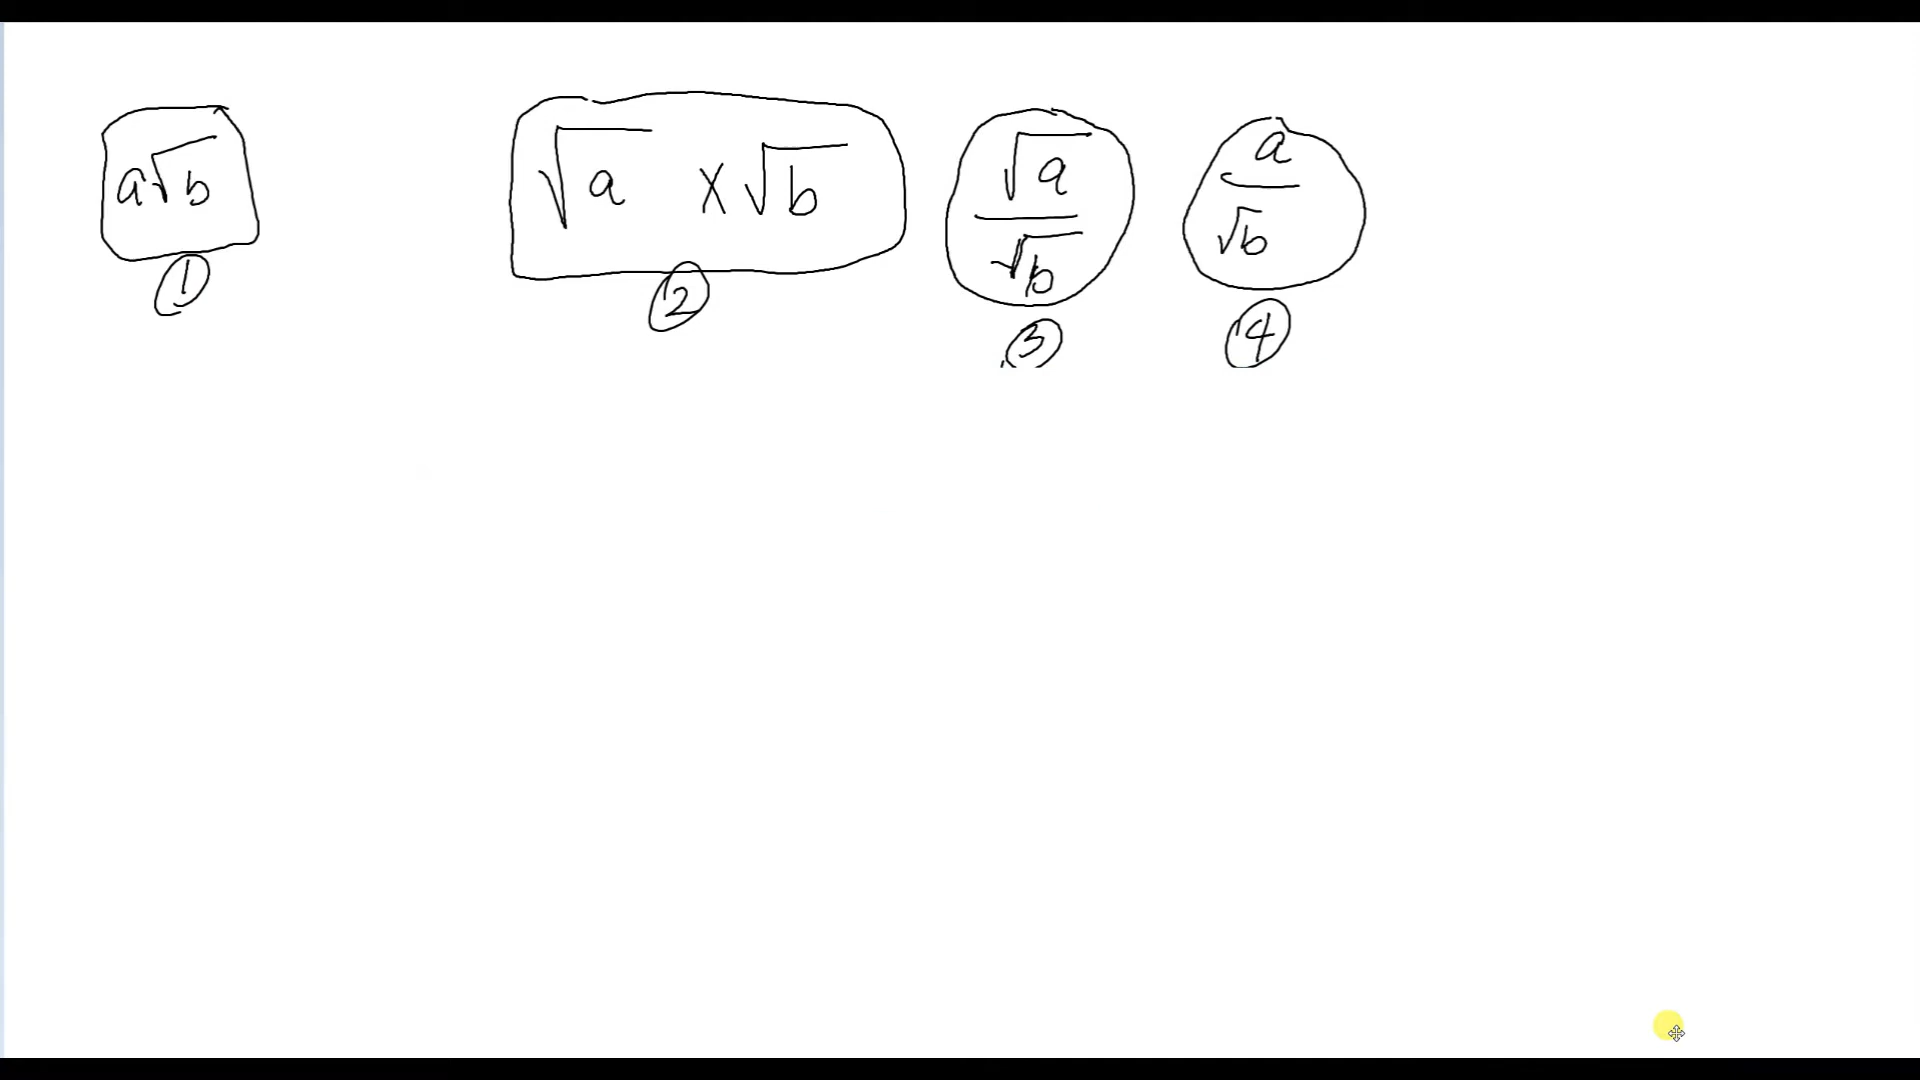 a√b √a x √b √a/√b a/√b
① ② ③ ④